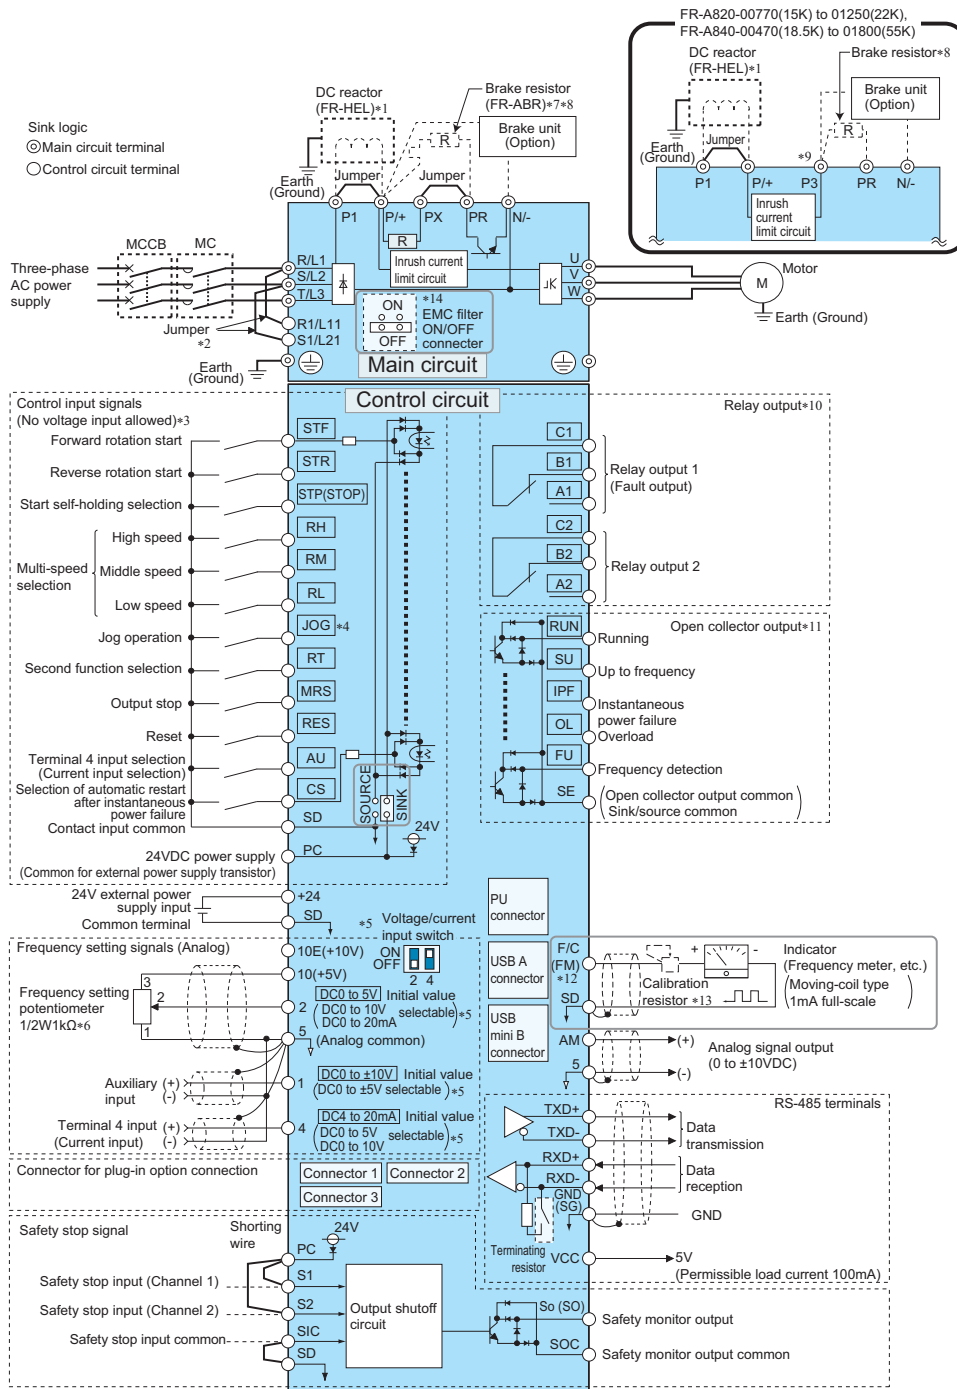 FR-A820-00770(15K) to 01250(22K),
FR-A840-00470(18.5K) to 01800(55K)
DC reactor
(FR-HEL)*1
Brake resistor*8
Brake unit
(Option)
R
Earth
(Ground)
Jumper
*9
P1
P/+
P3
PR
N/-
Inrush
current
limit circuit
Sink logic
Main circuit terminal
Control circuit terminal
DC reactor
(FR-HEL)*1
Brake resistor
(FR-ABR)*7*8
Brake unit
(Option)
R
Earth
(Ground)
Jumper
Jumper
P1
P/+
PX
PR
N/-
R
Inrush current
limit circuit
MCCB
MC
Three-phase
AC power
supply
R/L1
S/L2
T/L3
R1/L11
S1/L21
Jumper
*2
Earth
(Ground)
U
V
W
Motor
M
Earth (Ground)
ON
OFF
*14
EMC filter
ON/OFF
connecter
Main circuit
Control circuit
Control input signals
(No voltage input allowed)*3
Forward rotation start
STF
Reverse rotation start
STR
Start self-holding selection
STP(STOP)
Multi-speed
selection
High speed
RH
Middle speed
RM
Low speed
RL
Jog operation
JOG *4
Second function selection
RT
Output stop
MRS
Reset
RES
Terminal 4 input selection
(Current input selection)
AU
Selection of automatic restart
after instantaneous
power failure
CS
Contact input common
SD
SOURCE
SINK
24V
24VDC power supply
(Common for external power supply transistor)
PC
Relay output*10
C1
B1
A1
Relay output 1
(Fault output)
C2
B2
A2
Relay output 2
Open collector output*11
RUN
Running
SU
Up to frequency
IPF
Instantaneous
power failure
OL
Overload
FU
Frequency detection
SE
Open collector output common
Sink/source common
24V external power
supply input
+24
Common terminal
SD
*5
Voltage/current
input switch
ON
OFF
2 4
Frequency setting signals (Analog)
10E(+10V)
10(+5V)
Frequency setting
potentiometer
1/2W1kΩ*6
3
2
1
2
DC0 to 5V Initial value
DC0 to 10V
DC0 to 20mA
selectable *5
5
(Analog common)
Auxiliary
input
(+)
(-)
1
DC0 to ±10V Initial value
(DC0 to ±5V selectable) *5
Terminal 4 input
(Current input)
(+)
(-)
4
DC4 to 20mA Initial value
DC0 to 5V
DC0 to 10V
selectable *5
PU
connector
USB A
connector
USB
mini B
connector
F/C
(FM)
*12
SD
+
-
Calibration
resistor *13
Indicator
(Frequency meter, etc.)
Moving-coil type
1mA full-scale
AM
(+)
5
(-)
Analog signal output
(0 to ±10VDC)
RS-485 terminals
TXD+
TXD-
Data
transmission
RXD+
RXD-
Data
reception
GND
(SG)
GND
Terminating
resistor
VCC
5V
(Permissible load current 100mA)
Connector for plug-in option connection
Connector 1
Connector 2
Connector 3
Safety stop signal
Shorting
wire
24V
PC
Safety stop input (Channel 1)
S1
Safety stop input (Channel 2)
S2
Safety stop input common
SIC
SD
Output shutoff
circuit
So (SO)
Safety monitor output
SOC
Safety monitor output common